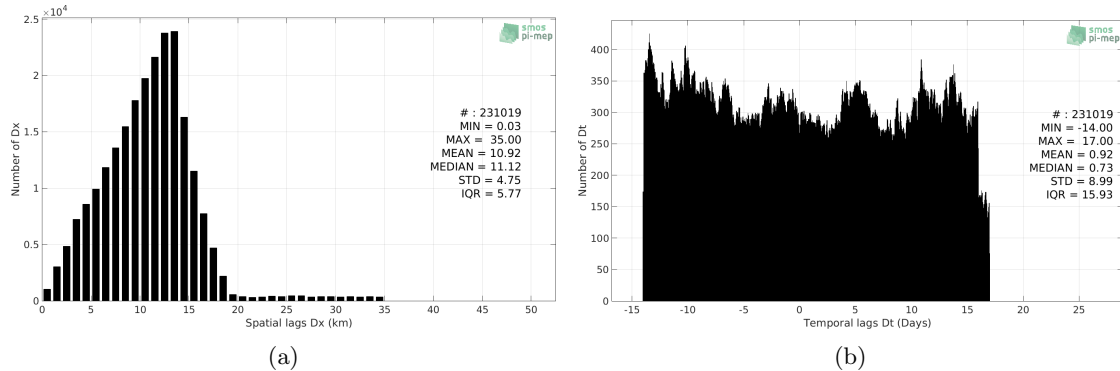 ×10⁴
2.5
2
1.5
1
0.5
0
Number of Dx
0 5 10 15 20 25 30 35 40 45 50
Spatial lags Dx (km)
smos
pi-mep
# : 231019
MIN = 0.03
MAX = 35.00
MEAN = 10.92
MEDIAN = 11.12
STD = 4.75
IQR = 5.77
(a)
400
350
300
250
200
150
100
50
0
Number of Dt
-15 -10 -5 0 5 10 15 20 25
Temporal lags Dt (Days)
smos
pi-mep
# : 231019
MIN = -14.00
MAX = 17.00
MEAN = 0.92
MEDIAN = 0.73
STD = 8.99
IQR = 15.93
(b)